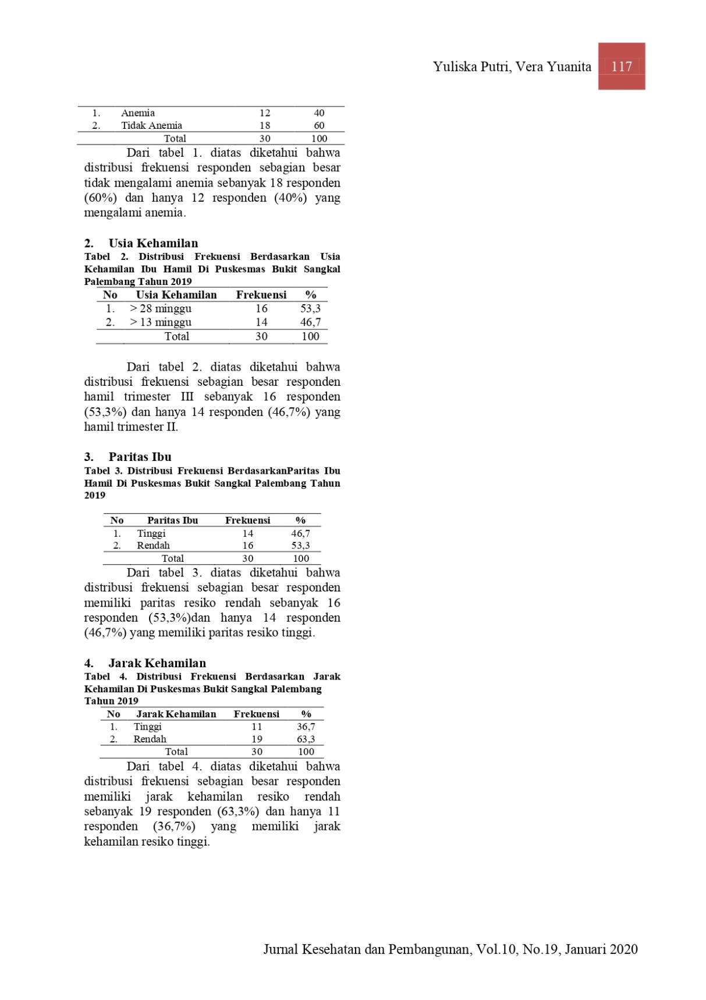 Yuliska Putri, Vera Yuanita 117
1. Anemia 12 40
2. Tidak Anemia 18 60
Total 30 100
Dari tabel 1. diatas diketahui bahwa
distribusi frekuensi responden sebagian besar
tidak mengalami anemia sebanyak 18 responden
(60%) dan hanya 12 responden (40%) yang
mengalami anemia.
2. Usia Kehamilan
Tabel 2. Distribusi Frekuensi Berdasarkan Usia
Kehamilan Ibu Hamil Di Puskesmas Bukit Sangkal
Palembang Tahun 2019
No Usia Kehamilan Frekuensi %
1. > 28 minggu 16 53,3
2. > 13 minggu 14 46,7
Total 30 100
Dari tabel 2. diatas diketahui bahwa
distribusi frekuensi sebagian besar responden
hamil trimester III sebanyak 16 responden
(53,3%) dan hanya 14 responden (46,7%) yang
hamil trimester II.
3. Paritas Ibu
Tabel 3. Distribusi Frekuensi BerdasarkanParitas Ibu
Hamil Di Puskesmas Bukit Sangkal Palembang Tahun
2019
No Paritas Ibu Frekuensi %
1. Tinggi 14 46,7
2. Rendah 16 53,3
Total 30 100
Dari tabel 3. diatas diketahui bahwa
distribusi frekuensi sebagian besar responden
memiliki paritas resiko rendah sebanyak 16
responden (53,3%)dan hanya 14 responden
(46,7%) yang memiliki paritas resiko tinggi.
4. Jarak Kehamilan
Tabel 4. Distribusi Frekuensi Berdasarkan Jarak
Kehamilan Di Puskesmas Bukit Sangkal Palembang
Tahun 2019
No Jarak Kehamilan Frekuensi %
1. Tinggi 11 36,7
2. Rendah 19 63,3
Total 30 100
Dari tabel 4. diatas diketahui bahwa
distribusi frekuensi sebagian besar responden
memiliki jarak kehamilan resiko rendah
sebanyak 19 responden (63,3%) dan hanya 11
responden (36,7%) yang memiliki jarak
kehamilan resiko tinggi.
Jurnal Kesehatan dan Pembangunan, Vol.10, No.19, Januari 2020